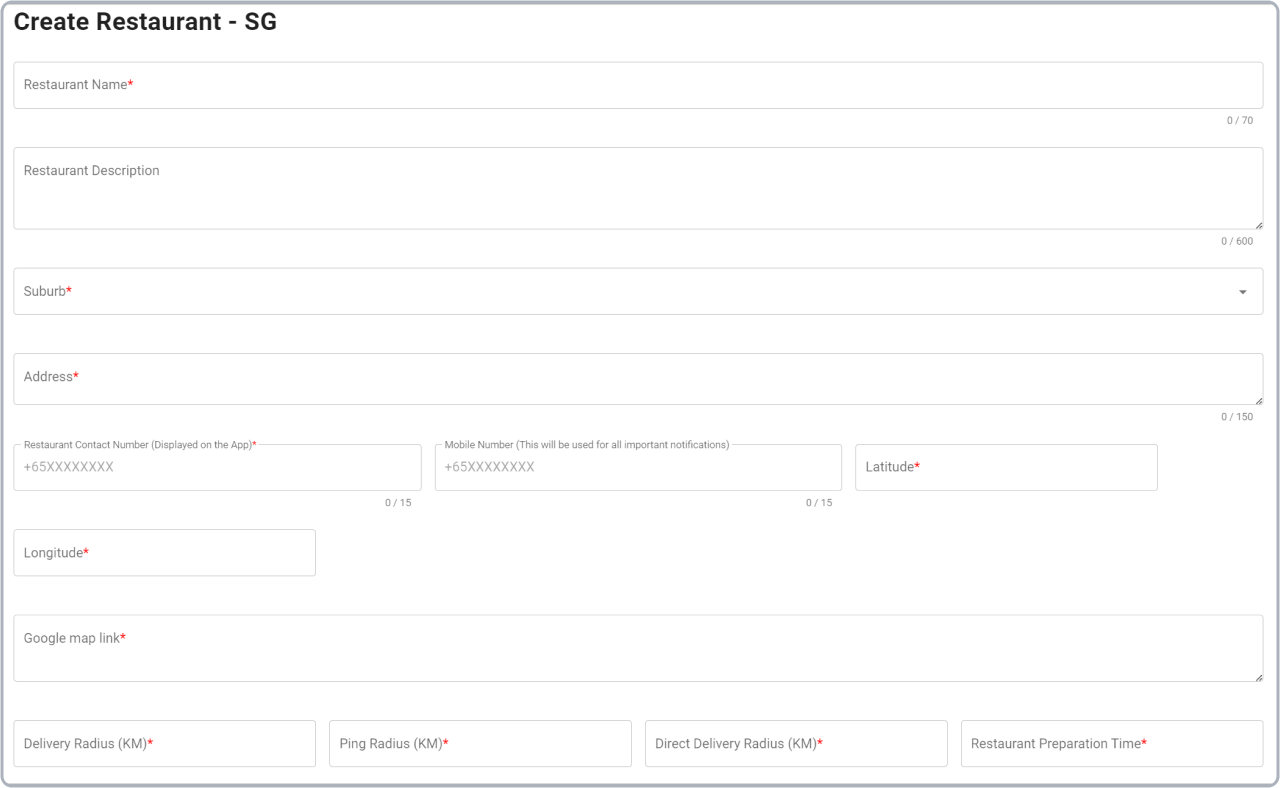 Create Restaurant - SG
Restaurant Name*
0 / 70
Restaurant Description
0 / 600
Suburb*
Address*
0 / 150
Restaurant Contact Number (Displayed on the App)*
+65XXXXXXXX
0 / 15
Mobile Number (This will be used for all important notifications)
+65XXXXXXXX
0 / 15
Latitude*
Longitude*
Google map link*
Delivery Radius (KM)*
Ping Radius (KM)*
Direct Delivery Radius (KM)*
Restaurant Preparation Time*